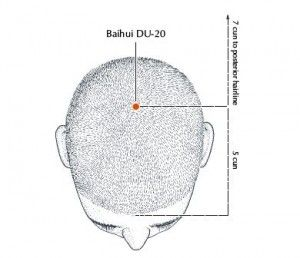 Baihui DU-20
7 cun to posterior hairline
5 cun